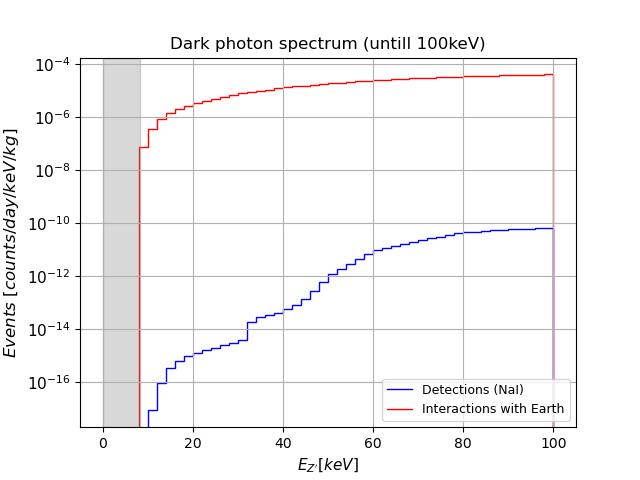 Dark photon spectrum (untill 100keV)
Events [counts/day/keV/kg]
10⁻⁴
10⁻⁶
10⁻⁸
10⁻¹⁰
10⁻¹²
10⁻¹⁴
10⁻¹⁶
Detections (NaI)
Interactions with Earth
0 20 40 60 80 100
E_Z′[keV]